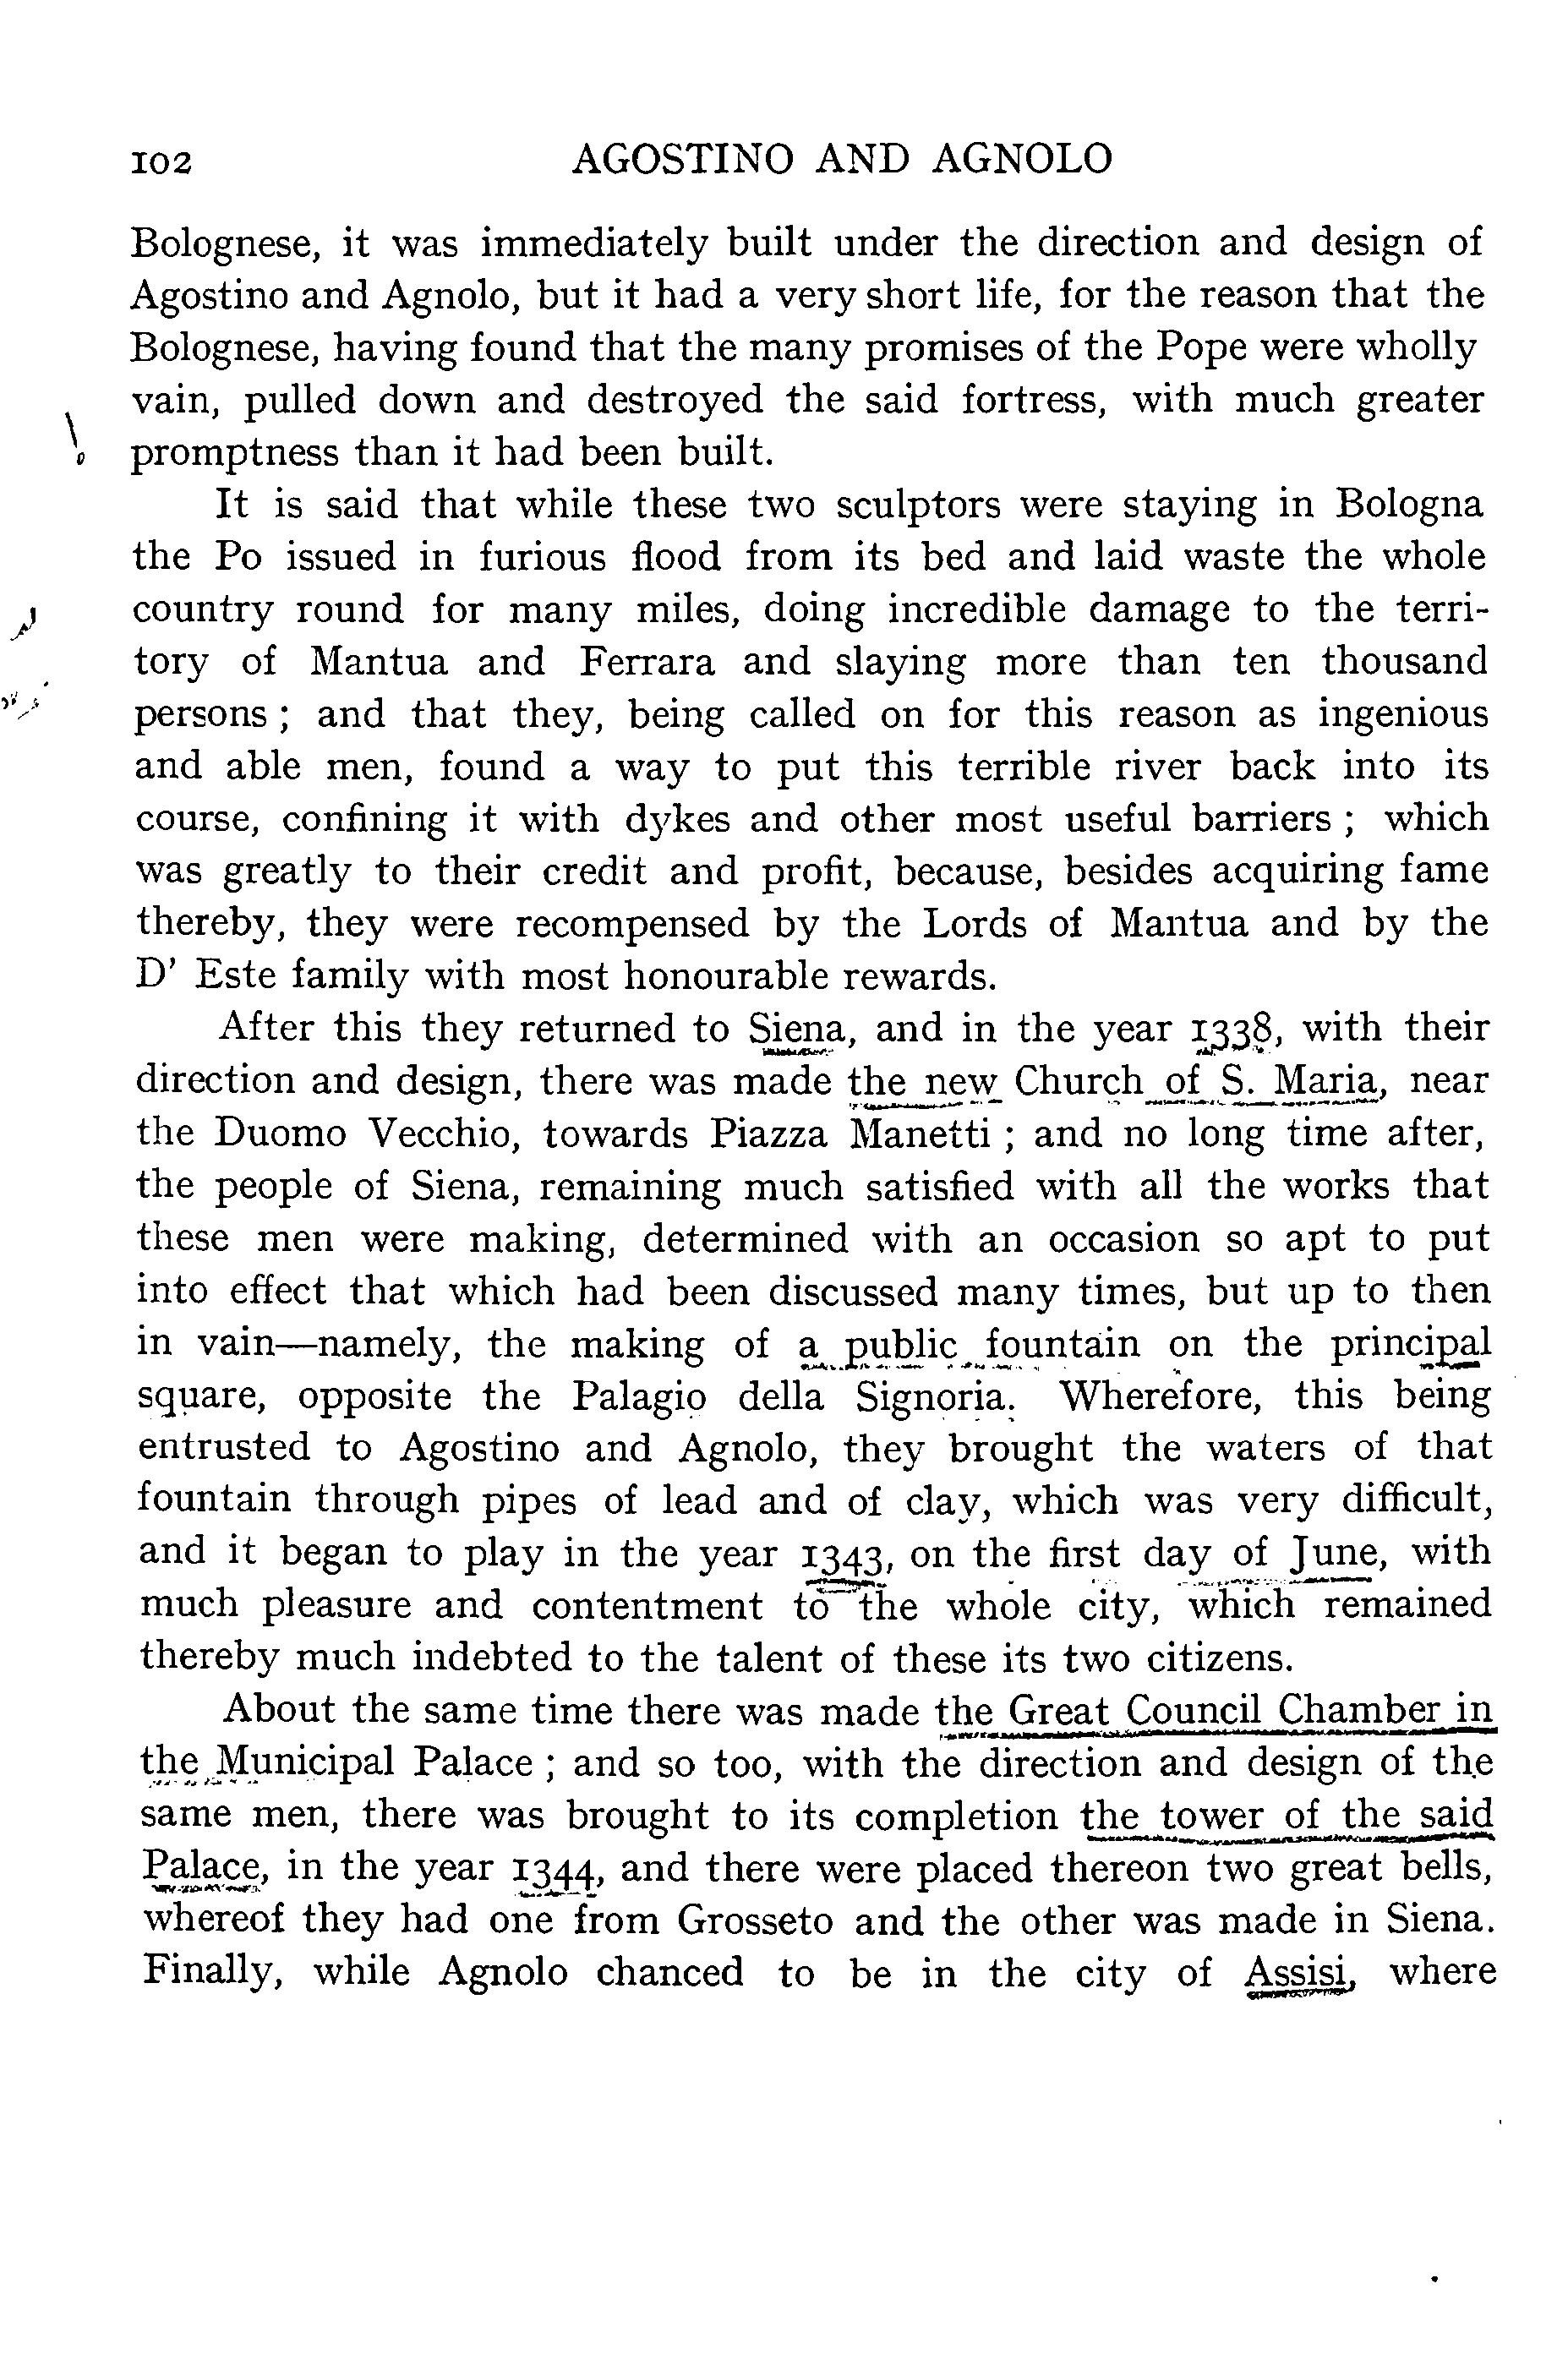 102 AGOSTINO AND AGNOLO
Bolognese, it was immediately built under the direction and design of
Agostino and Agnolo, but it had a very short life, for the reason that the
Bolognese, having found that the many promises of the Pope were wholly
vain, pulled down and destroyed the said fortress, with much greater
promptness than it had been built.
It is said that while these two sculptors were staying in Bologna
the Po issued in furious flood from its bed and laid waste the whole
country round for many miles, doing incredible damage to the terri-
tory of Mantua and Ferrara and slaying more than ten thousand
persons ; and that they, being called on for this reason as ingenious
and able men, found a way to put this terrible river back into its
course, confining it with dykes and other most useful barriers ; which
was greatly to their credit and profit, because, besides acquiring fame
thereby, they were recompensed by the Lords of Mantua and by the
D' Este family with most honourable rewards.
After this they returned to Siena, and in the year 1338, with their
direction and design, there was made the new Church of S. Maria, near
the Duomo Vecchio, towards Piazza Manetti ; and no long time after,
the people of Siena, remaining much satisfied with all the works that
these men were making, determined with an occasion so apt to put
into effect that which had been discussed many times, but up to then
in vain—namely, the making of a public fountain on the principal
square, opposite the Palagio della Signoria. Wherefore, this being
entrusted to Agostino and Agnolo, they brought the waters of that
fountain through pipes of lead and of clay, which was very difficult,
and it began to play in the year 1343, on the first day of June, with
much pleasure and contentment to the whole city, which remained
thereby much indebted to the talent of these its two citizens.
About the same time there was made the Great Council Chamber in
the Municipal Palace ; and so too, with the direction and design of the
same men, there was brought to its completion the tower of the said
Palace, in the year 1344, and there were placed thereon two great bells,
whereof they had one from Grosseto and the other was made in Siena.
Finally, while Agnolo chanced to be in the city of Assisi, where